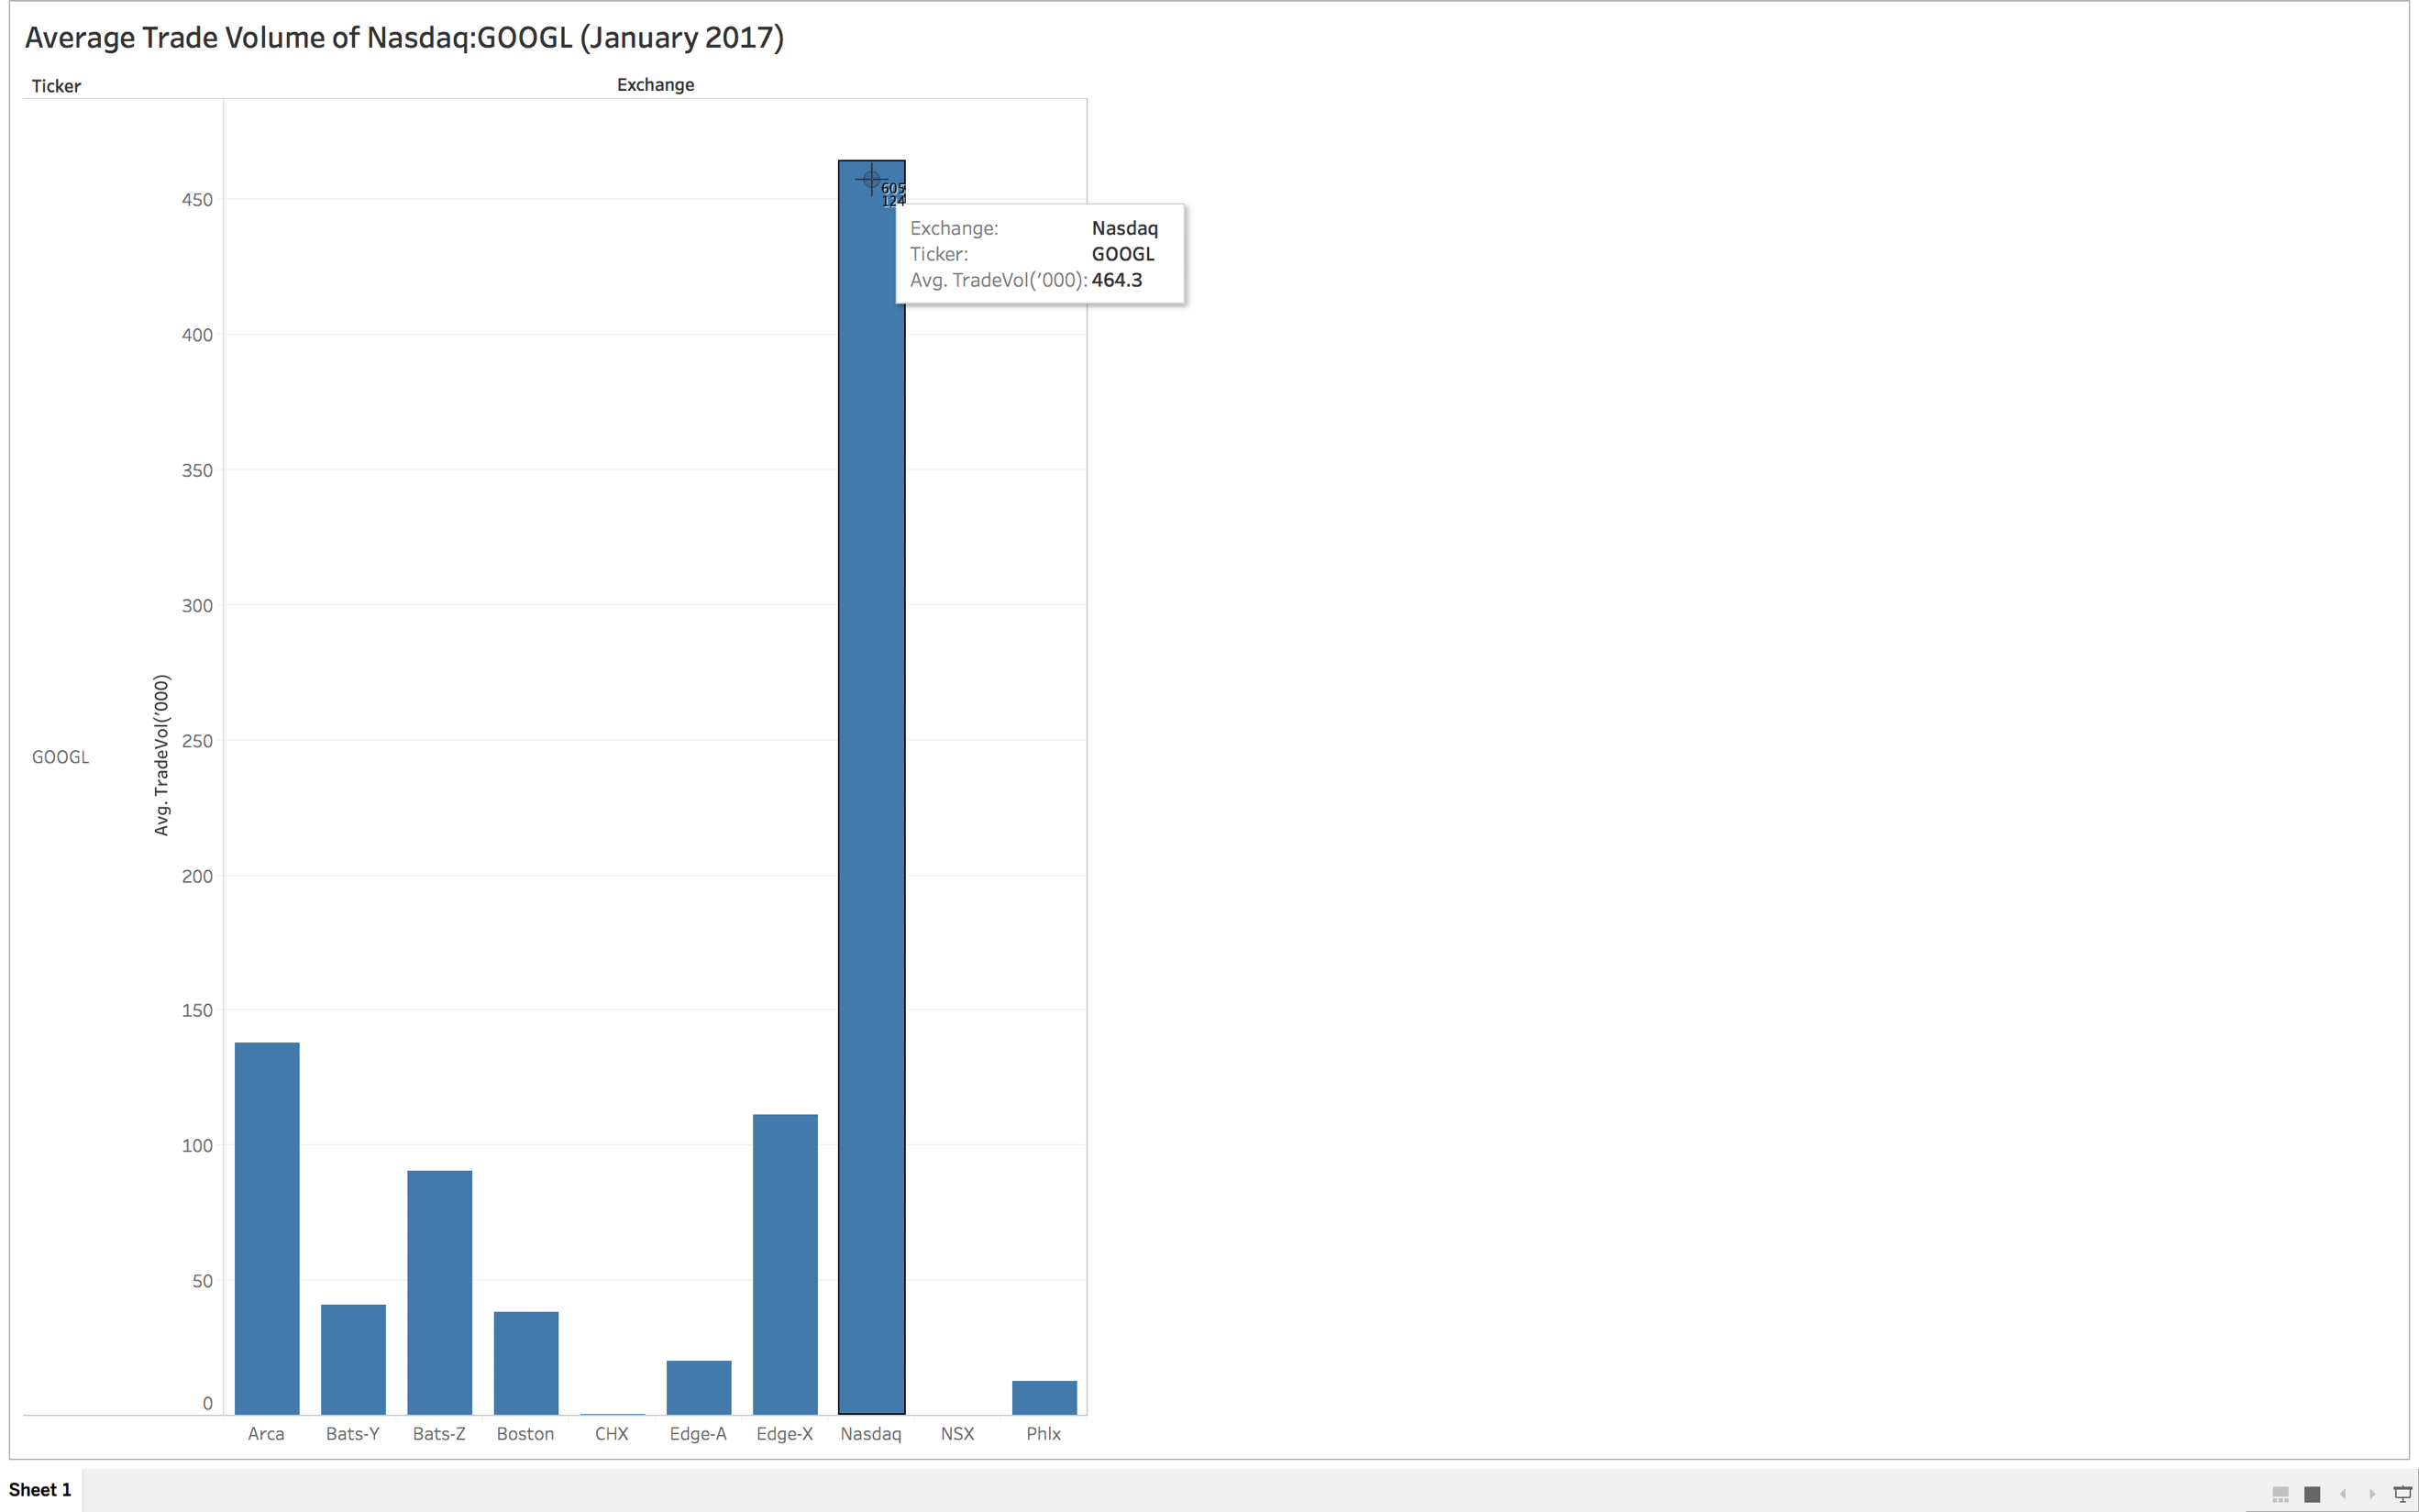 Average Trade Volume of Nasdaq:GOOGL (January 2017)
Ticker
Exchange
450
605
124
Exchange: Nasdaq
Ticker: GOOGL
Avg. TradeVol('000): 464.3
400
350
300
250
GOOGL
Avg. TradeVol('000)
200
150
100
50
0
Arca Bats-Y Bats-Z Boston CHX Edge-A Edge-X Nasdaq NSX Phlx
Sheet 1